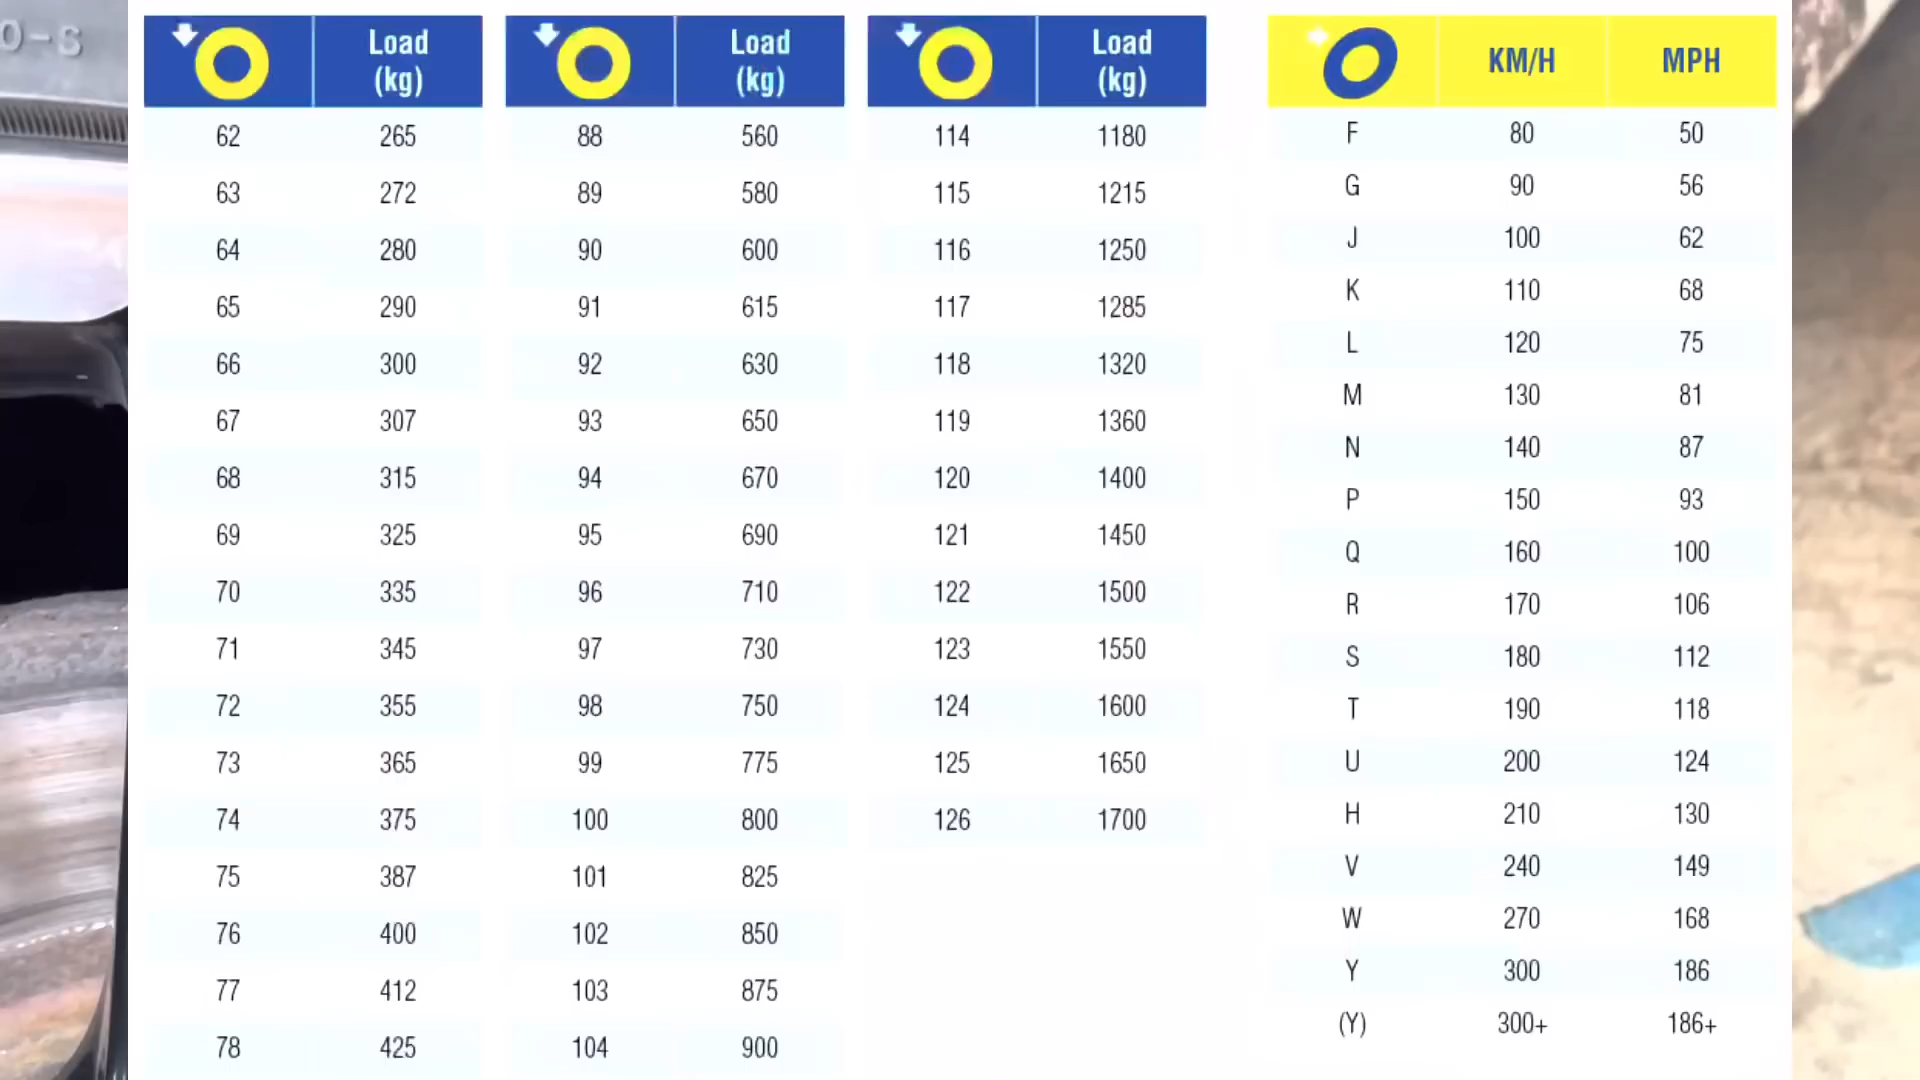 O-S
Load (kg) Load (kg) Load (kg) KM/H MPH
62 265 88 560 114 1180 F 80 50
63 272 89 580 115 1215 G 90 56
64 280 90 600 116 1250 J 100 62
65 290 91 615 117 1285 K 110 68
66 300 92 630 118 1320 L 120 75
67 307 93 650 119 1360 M 130 81
68 315 94 670 120 1400 N 140 87
69 325 95 690 121 1450 P 150 93
70 335 96 710 122 1500 Q 160 100
71 345 97 730 123 1550 R 170 106
72 355 98 750 124 1600 S 180 112
73 365 99 775 125 1650 T 190 118
74 375 100 800 126 1700 U 200 124
75 387 101 825 H 210 130
76 400 102 850 V 240 149
77 412 103 875 W 270 168
78 425 104 900 Y 300 186
(Y) 300+ 186+